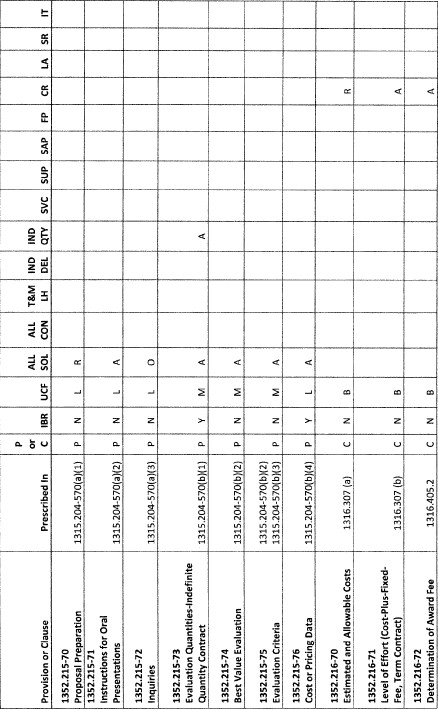 Provision or Clause Prescribed In P or C IBR UCF ALL SOL ALL CON T&M LH IND DEL IND QTY SVC SUP SAP FP CR LA SR IT
1352.215-70
Proposal Preparation 1315.204-570(a)(1) P N L R
1352.215-71
Instructions for Oral
Presentations 1315.204-570(a)(2) P N L A
1352.215-72
Inquiries 1315.204-570(a)(3) P N L O
1352.215-73
Evaluation Quantities-Indefinite
Quantity Contract 1315.204-570(b)(1) P Y M A A
1352.215-74
Best Value Evaluation 1315.204-570(b)(2) P N M A
1352.215-75 1315.204-570(b)(2)
Evaluation Criteria 1315.204-570(b)(3) P N M A
1352.215-76
Cost or Pricing Data 1315.204-570(b)(4) P Y L A
1352.216-70
Estimated and Allowable Costs 1316.307 (a) C N B R
1352.216-71
Level of Effort (Cost-Plus-Fixed-
Fee, Term Contract) 1316.307 (b) C N B A
1352.216-72
Determination of Award Fee 1316.405.2 C N B A